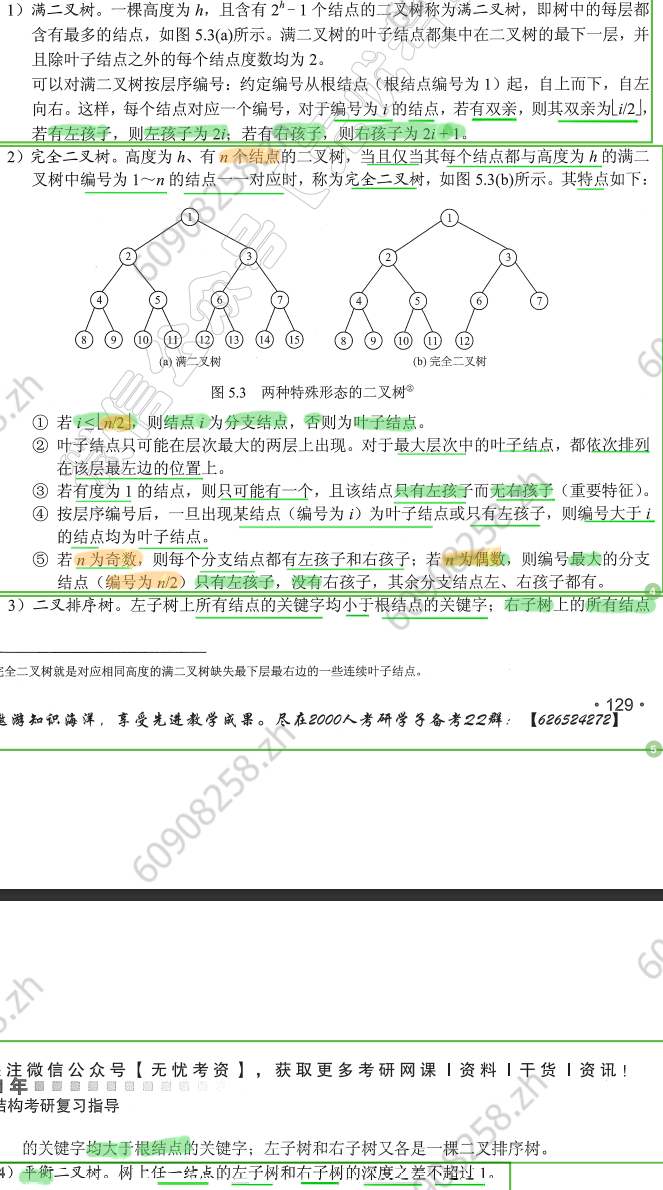 1）满二叉树。一棵高度为 h，且含有 2^h − 1 个结点的二叉树称为满二叉树，即树中的每层都
含有最多的结点，如图 5.3(a)所示。满二叉树的叶子结点都集中在二叉树的最下一层，并
且除叶子结点之外的每个结点度数均为 2。
可以对满二叉树按层序编号：约定编号从根结点（根结点编号为 1）起，自上而下，自左
向右。这样，每个结点对应一个编号，对于编号为 i 的结点，若有双亲，则其双亲为⌊i/2⌋，
若有左孩子，则左孩子为 2i；若有右孩子，则右孩子为 2i + 1。
2）完全二叉树。高度为 h、有 n 个结点的二叉树，当且仅当其每个结点都与高度为 h 的满二
叉树中编号为 1～n 的结点一一对应时，称为完全二叉树，如图 5.3(b)所示。其特点如下：
1
2 3
4 5 6 7
8 9 10 11 12 13 14 15
(a) 满二叉树
1
2 3
4 5 6 7
8 9 10 11 12
(b) 完全二叉树
图 5.3 两种特殊形态的二叉树②
① 若 i≤⌊n/2⌋，则结点 i 为分支结点，否则为叶子结点。
② 叶子结点只可能在层次最大的两层上出现。对于最大层次中的叶子结点，都依次排列
在该层最左边的位置上。
③ 若有度为 1 的结点，则只可能有一个，且该结点只有左孩子而无右孩子（重要特征）。
④ 按层序编号后，一旦出现某结点（编号为 i）为叶子结点或只有左孩子，则编号大于 i
的结点均为叶子结点。
⑤ 若 n 为奇数，则每个分支结点都有左孩子和右孩子；若 n 为偶数，则编号最大的分支
结点（编号为 n/2）只有左孩子，没有右孩子，其余分支结点左、右孩子都有。
4
3）二叉排序树。左子树上所有结点的关键字均小于根结点的关键字；右子树上的所有结点
完全二叉树就是对应相同高度的满二叉树缺失最下层最右边的一些连续叶子结点。
• 129 •
遨游知识海洋，享受先进教学成果。尽在2000人考研学子备考QQ群：【626524272】
5
60908258.zh
注微信公众号【无忧考资】，获取更多考研网课丨资料丨干货丨资讯！
年
结构考研复习指导
的关键字均大于根结点的关键字；左子树和右子树又各是一棵二叉排序树。
4）平衡二叉树。树上任一结点的左子树和右子树的深度之差不超过 1。